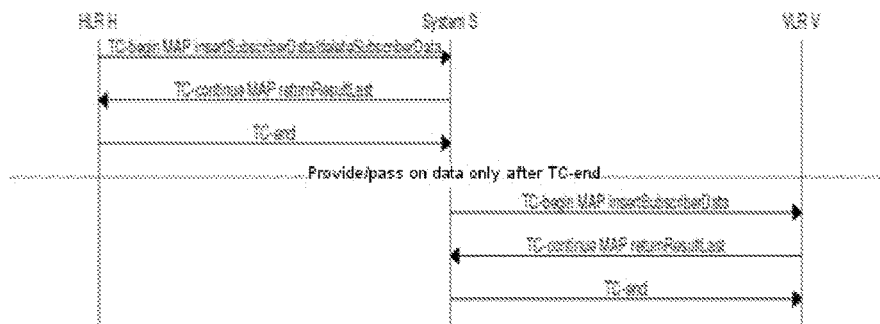 HLR H System S VLR V
TC-begin MAP insertSubscriberData/deleteSubscriberData
TC-continue MAP returnResultLast
TC-end
Provide/pass on data only after TC-end
TC-begin MAP insertSubscriberData
TC-continue MAP returnResultLast
TC-end